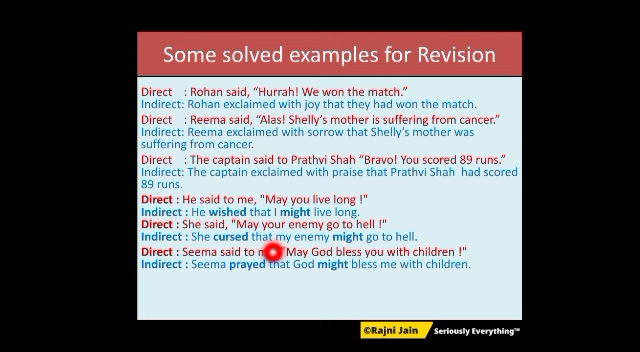 Some solved examples for Revision
Direct : Rohan said, “Hurrah! We won the match.”
Indirect: Rohan exclaimed with joy that they had won the match.
Direct : Reema said, “Alas! Shelly’s mother is suffering from cancer.”
Indirect: Reema exclaimed with sorrow that Shelly’s mother was
suffering from cancer.
Direct : The captain said to Prathvi Shah “Bravo! You scored 89 runs.”
Indirect: The captain exclaimed with praise that Prathvi Shah had scored
89 runs.
Direct : He said to me, "May you live long !"
Indirect : He wished that I might live long.
Direct : She said, "May your enemy go to hell !"
Indirect : She cursed that my enemy might go to hell.
Direct : Seema said to "May God bless you with children !"
Indirect : Seema prayed that God might bless me with children.
©Rajni Jain Seriously Everything™